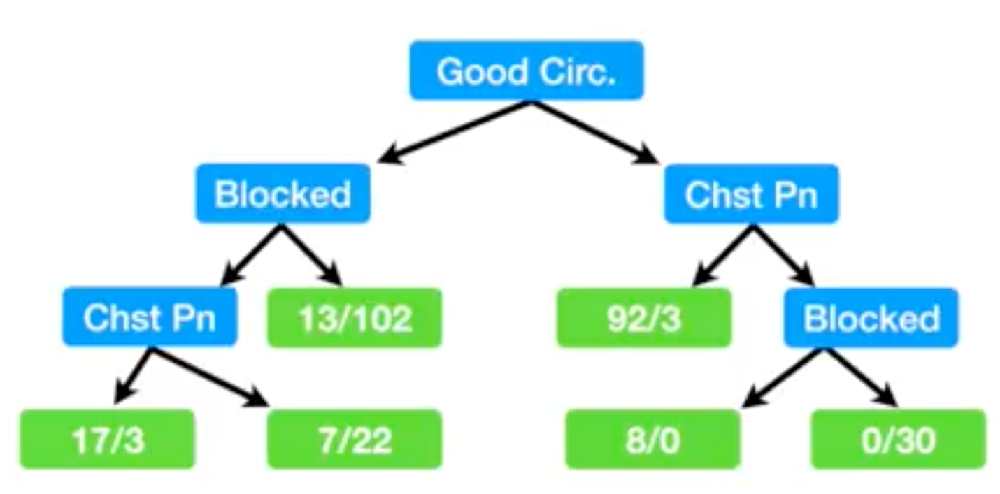 Good Circ.
Blocked
Chst Pn
Chst Pn
13/102
92/3
Blocked
17/3
7/22
8/0
0/30